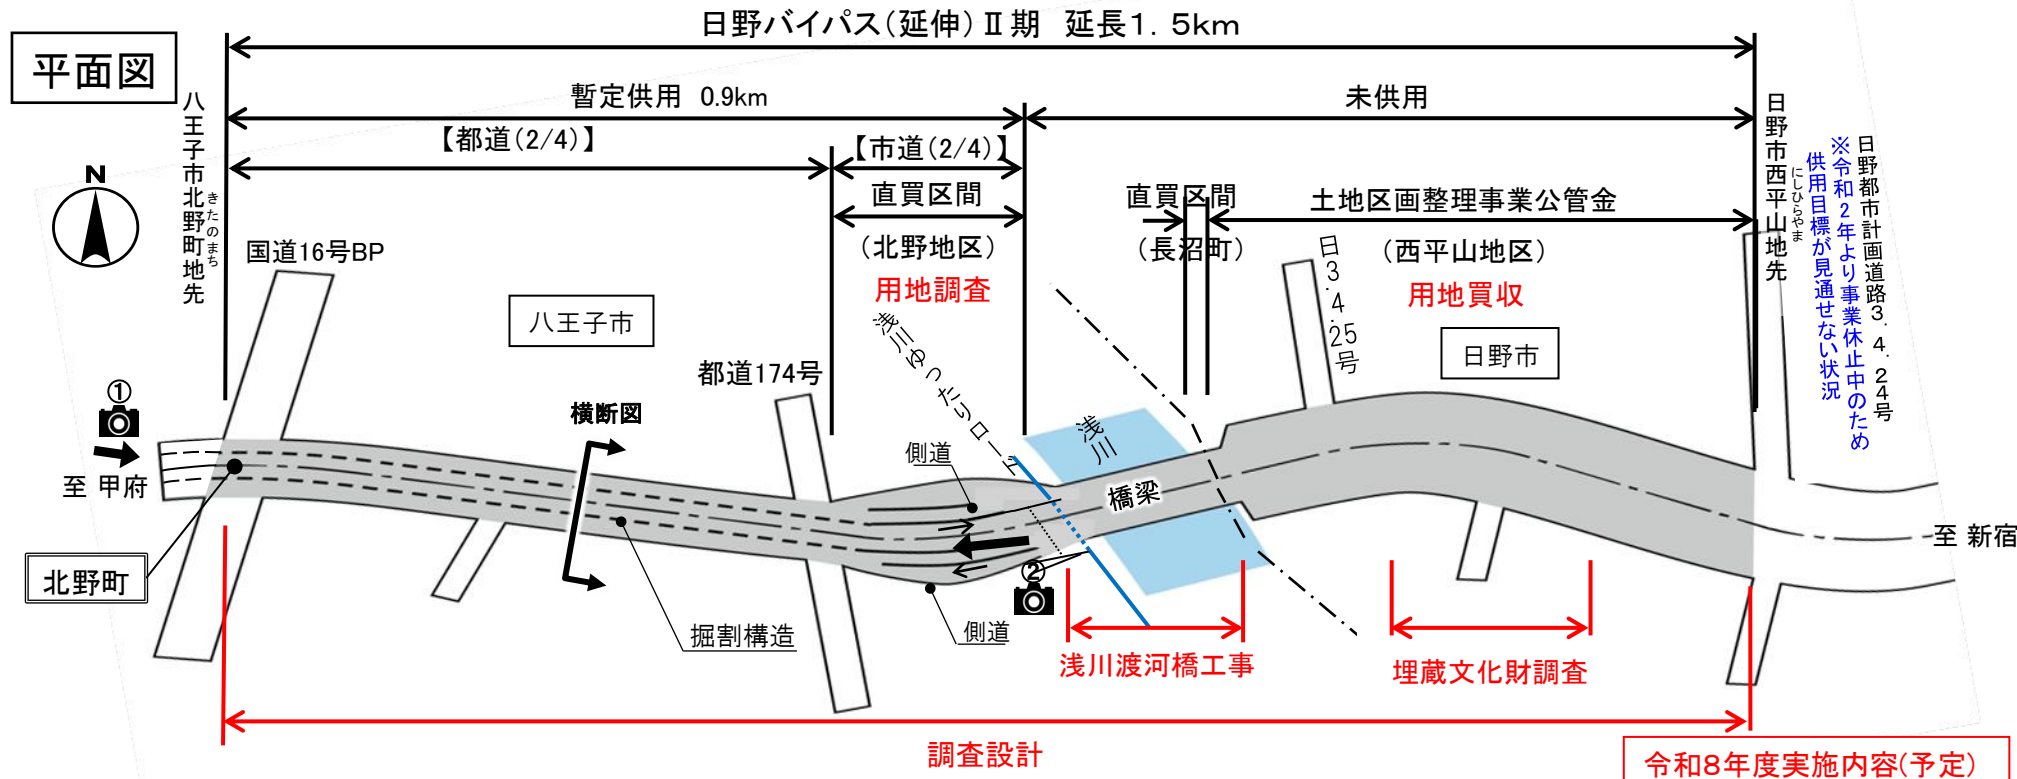 日野バイパス(延伸)Ⅱ期 延長1.5km
平面図
暫定供用 0.9km
未供用
【都道(2/4)】
【市道(2/4)】
八王子市北野町地先
きたのまち
N
国道16号BP
直買区間
(北野地区)
用地調査
直買区間
(長沼町)
土地区画整理事業公管金
(西平山地区)
用地買収
日野市西平山地先
にしひらやま
日野都市計画道路3.4.24号
※令和2年より事業休止中のため
供用目標が見通せない状況
八王子市
日野市
日3.4.25号
都道174号
浅川ゆったりロード
浅川
①
横断図
至 甲府
側道
橋梁
至 新宿
北野町
②
掘割構造
側道
浅川渡河橋工事
埋蔵文化財調査
調査設計
令和8年度実施内容(予定)